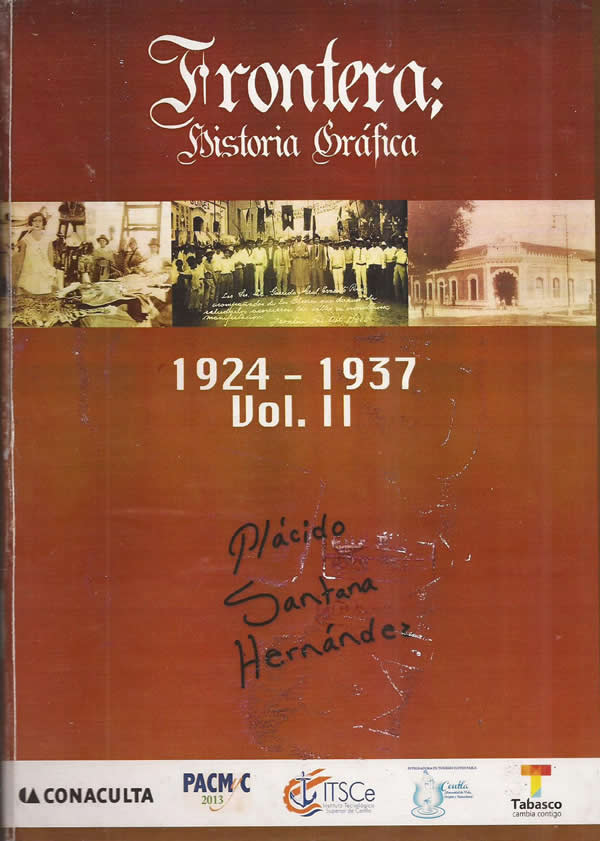 Frontera;
Historia Gráfica
1924 - 1937
Vol. II
Plácido
Santana
Hernández
CONACULTA
PACMYC
2013
ITSCe
Instituto Tecnológico
Superior de Centla
Centla
Tabasco
cambia contigo